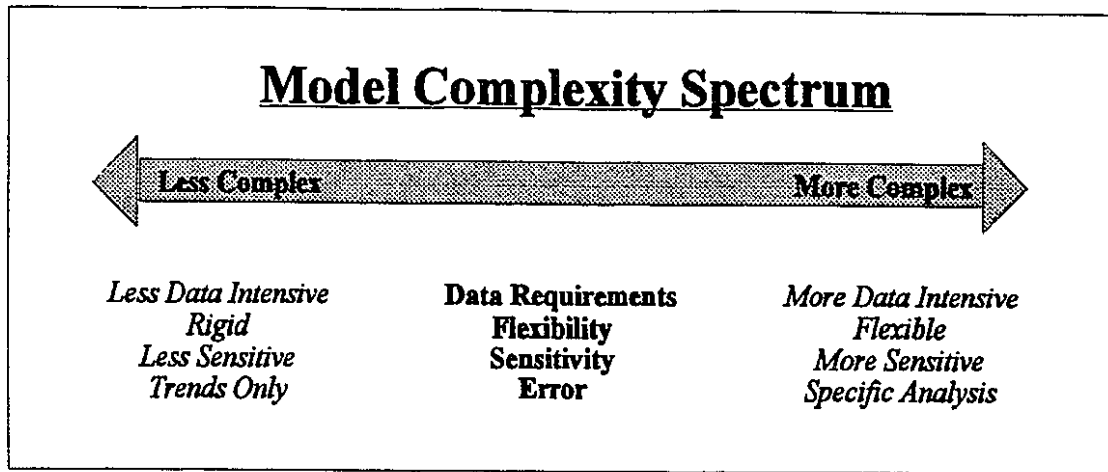 Model Complexity Spectrum
Less Complex More Complex
Less Data Intensive Data Requirements More Data Intensive
Rigid Flexibility Flexible
Less Sensitive Sensitivity More Sensitive
Trends Only Error Specific Analysis